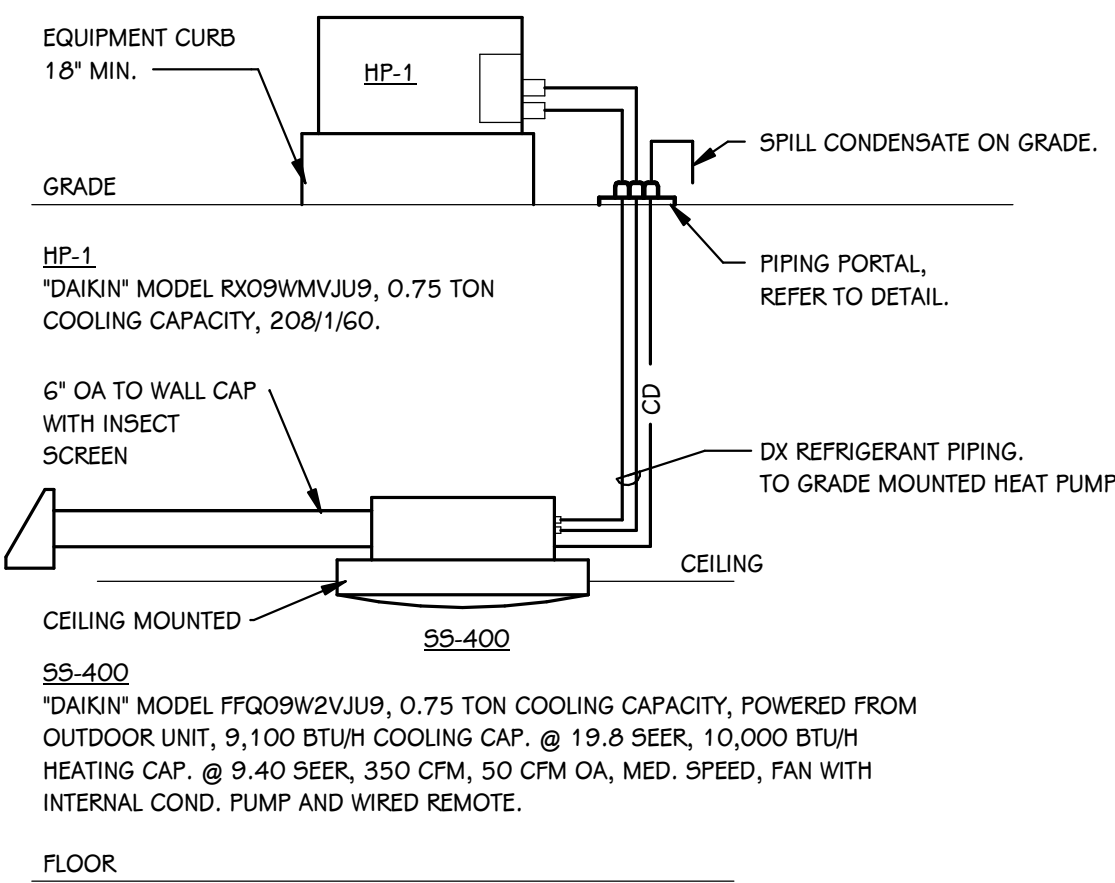 EQUIPMENT CURB
18" MIN.
HP-1
SPILL CONDENSATE ON GRADE.
GRADE
HP-1
"DAIKIN" MODEL RX09WMVJU9, 0.75 TON
COOLING CAPACITY, 208/1/60.
PIPING PORTAL,
REFER TO DETAIL.
6" OA TO WALL CAP
WITH INSECT
SCREEN
CD
DX REFRIGERANT PIPING.
TO GRADE MOUNTED HEAT PUMP
CEILING
CEILING MOUNTED
SS-400
SS-400
"DAIKIN" MODEL FFQ09W2VJU9, 0.75 TON COOLING CAPACITY, POWERED FROM
OUTDOOR UNIT, 9,100 BTU/H COOLING CAP. @ 19.8 SEER, 10,000 BTU/H
HEATING CAP. @ 9.40 SEER, 350 CFM, 50 CFM OA, MED. SPEED, FAN WITH
INTERNAL COND. PUMP AND WIRED REMOTE.
FLOOR